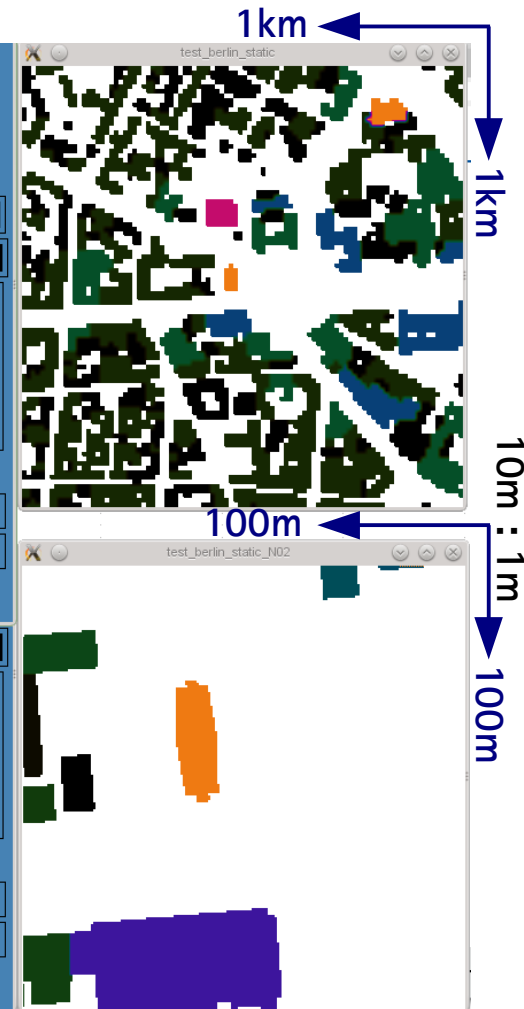 1km
test_berlin_static
1km
10m : 1m
100m
test_berlin_static_N02
100m